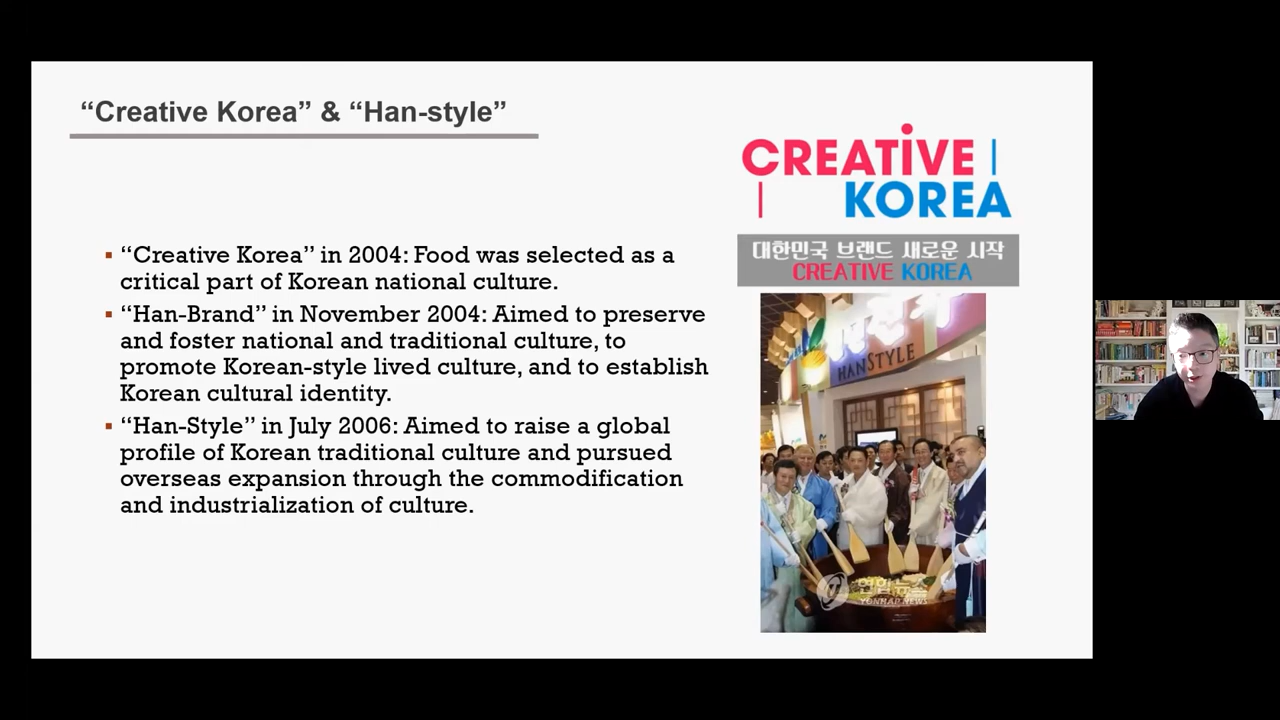 “Creative Korea” & “Han-style”
▪ “Creative Korea” in 2004: Food was selected as a
critical part of Korean national culture.
▪ “Han-Brand” in November 2004: Aimed to preserve
and foster national and traditional culture, to
promote Korean-style lived culture, and to establish
Korean cultural identity.
▪ “Han-Style” in July 2006: Aimed to raise a global
profile of Korean traditional culture and pursued
overseas expansion through the commodification
and industrialization of culture.
CREATiVE
KOREA
대한민국 브랜드 새로운 시작
CREATIVE KOREA
HANSTYLE
연합뉴스
YONHAP NEWS